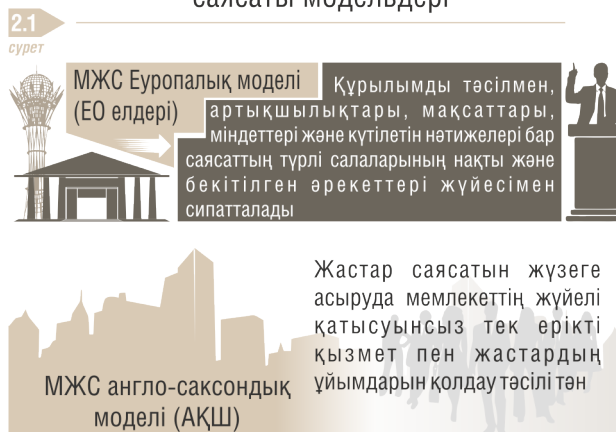 саясаты модельдері
2.1
сурет
МЖС Еуропалық моделі
(ЕО елдері)
Құрылымды тәсілмен,
артықшылықтары, мақсаттары,
міндеттері және күтілетін нәтижелері бар
саясаттың түрлі салаларының нақты және
бекітілген әрекеттері жүйесімен
сипатталады
МЖС англо-саксондық
моделі (АҚШ)
Жастар саясатын жүзеге
асыруда мемлекеттің жүйелі
қатысуынсыз тек ерікті
қызмет пен жастардың
ұйымдарын қолдау тәсілі тән